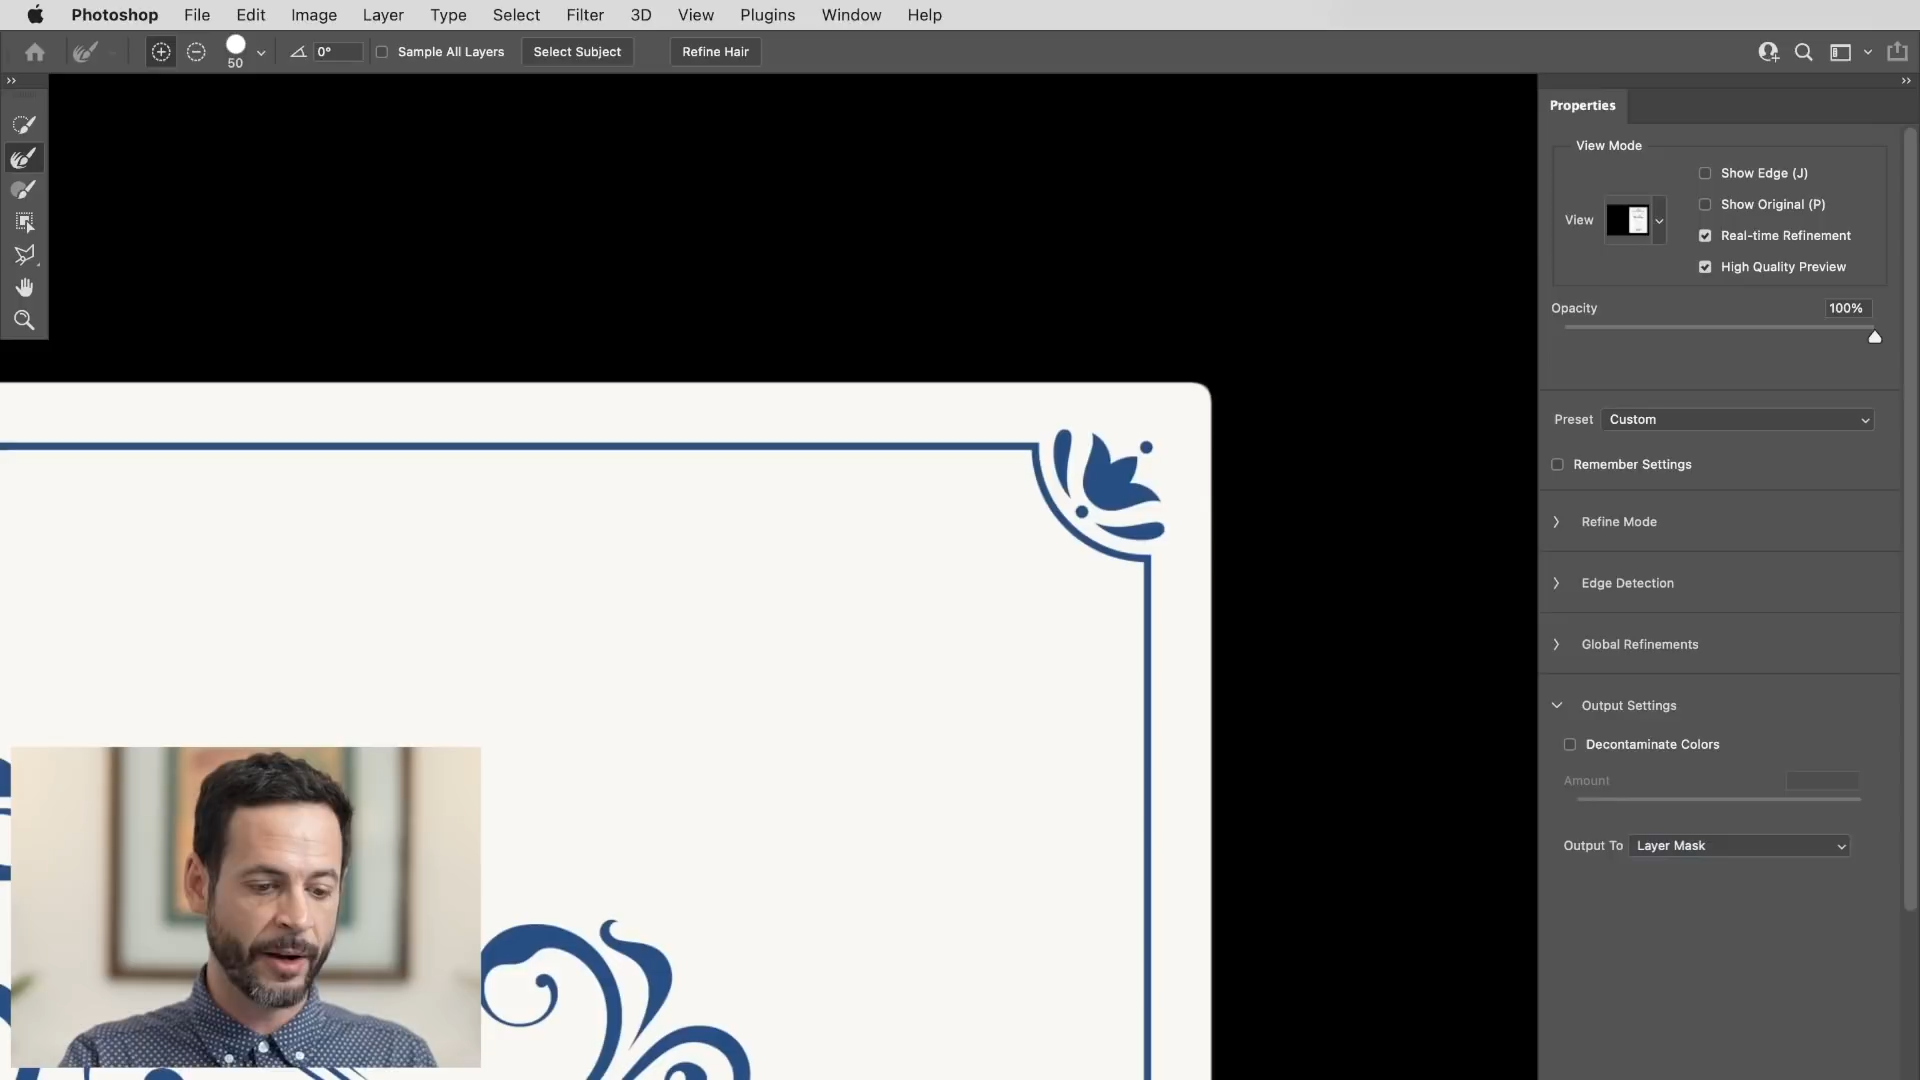 Photoshop File Edit Image Layer Type Select Filter 3D View Plugins Window Help
50 0° Sample All Layers Select Subject Refine Hair
Properties
View Mode
Show Edge (J)
Show Original (P)
View
Real-time Refinement
High Quality Preview
Opacity 100%
Preset Custom
Remember Settings
Refine Mode
Edge Detection
Global Refinements
Output Settings
Decontaminate Colors
Amount
Output To Layer Mask